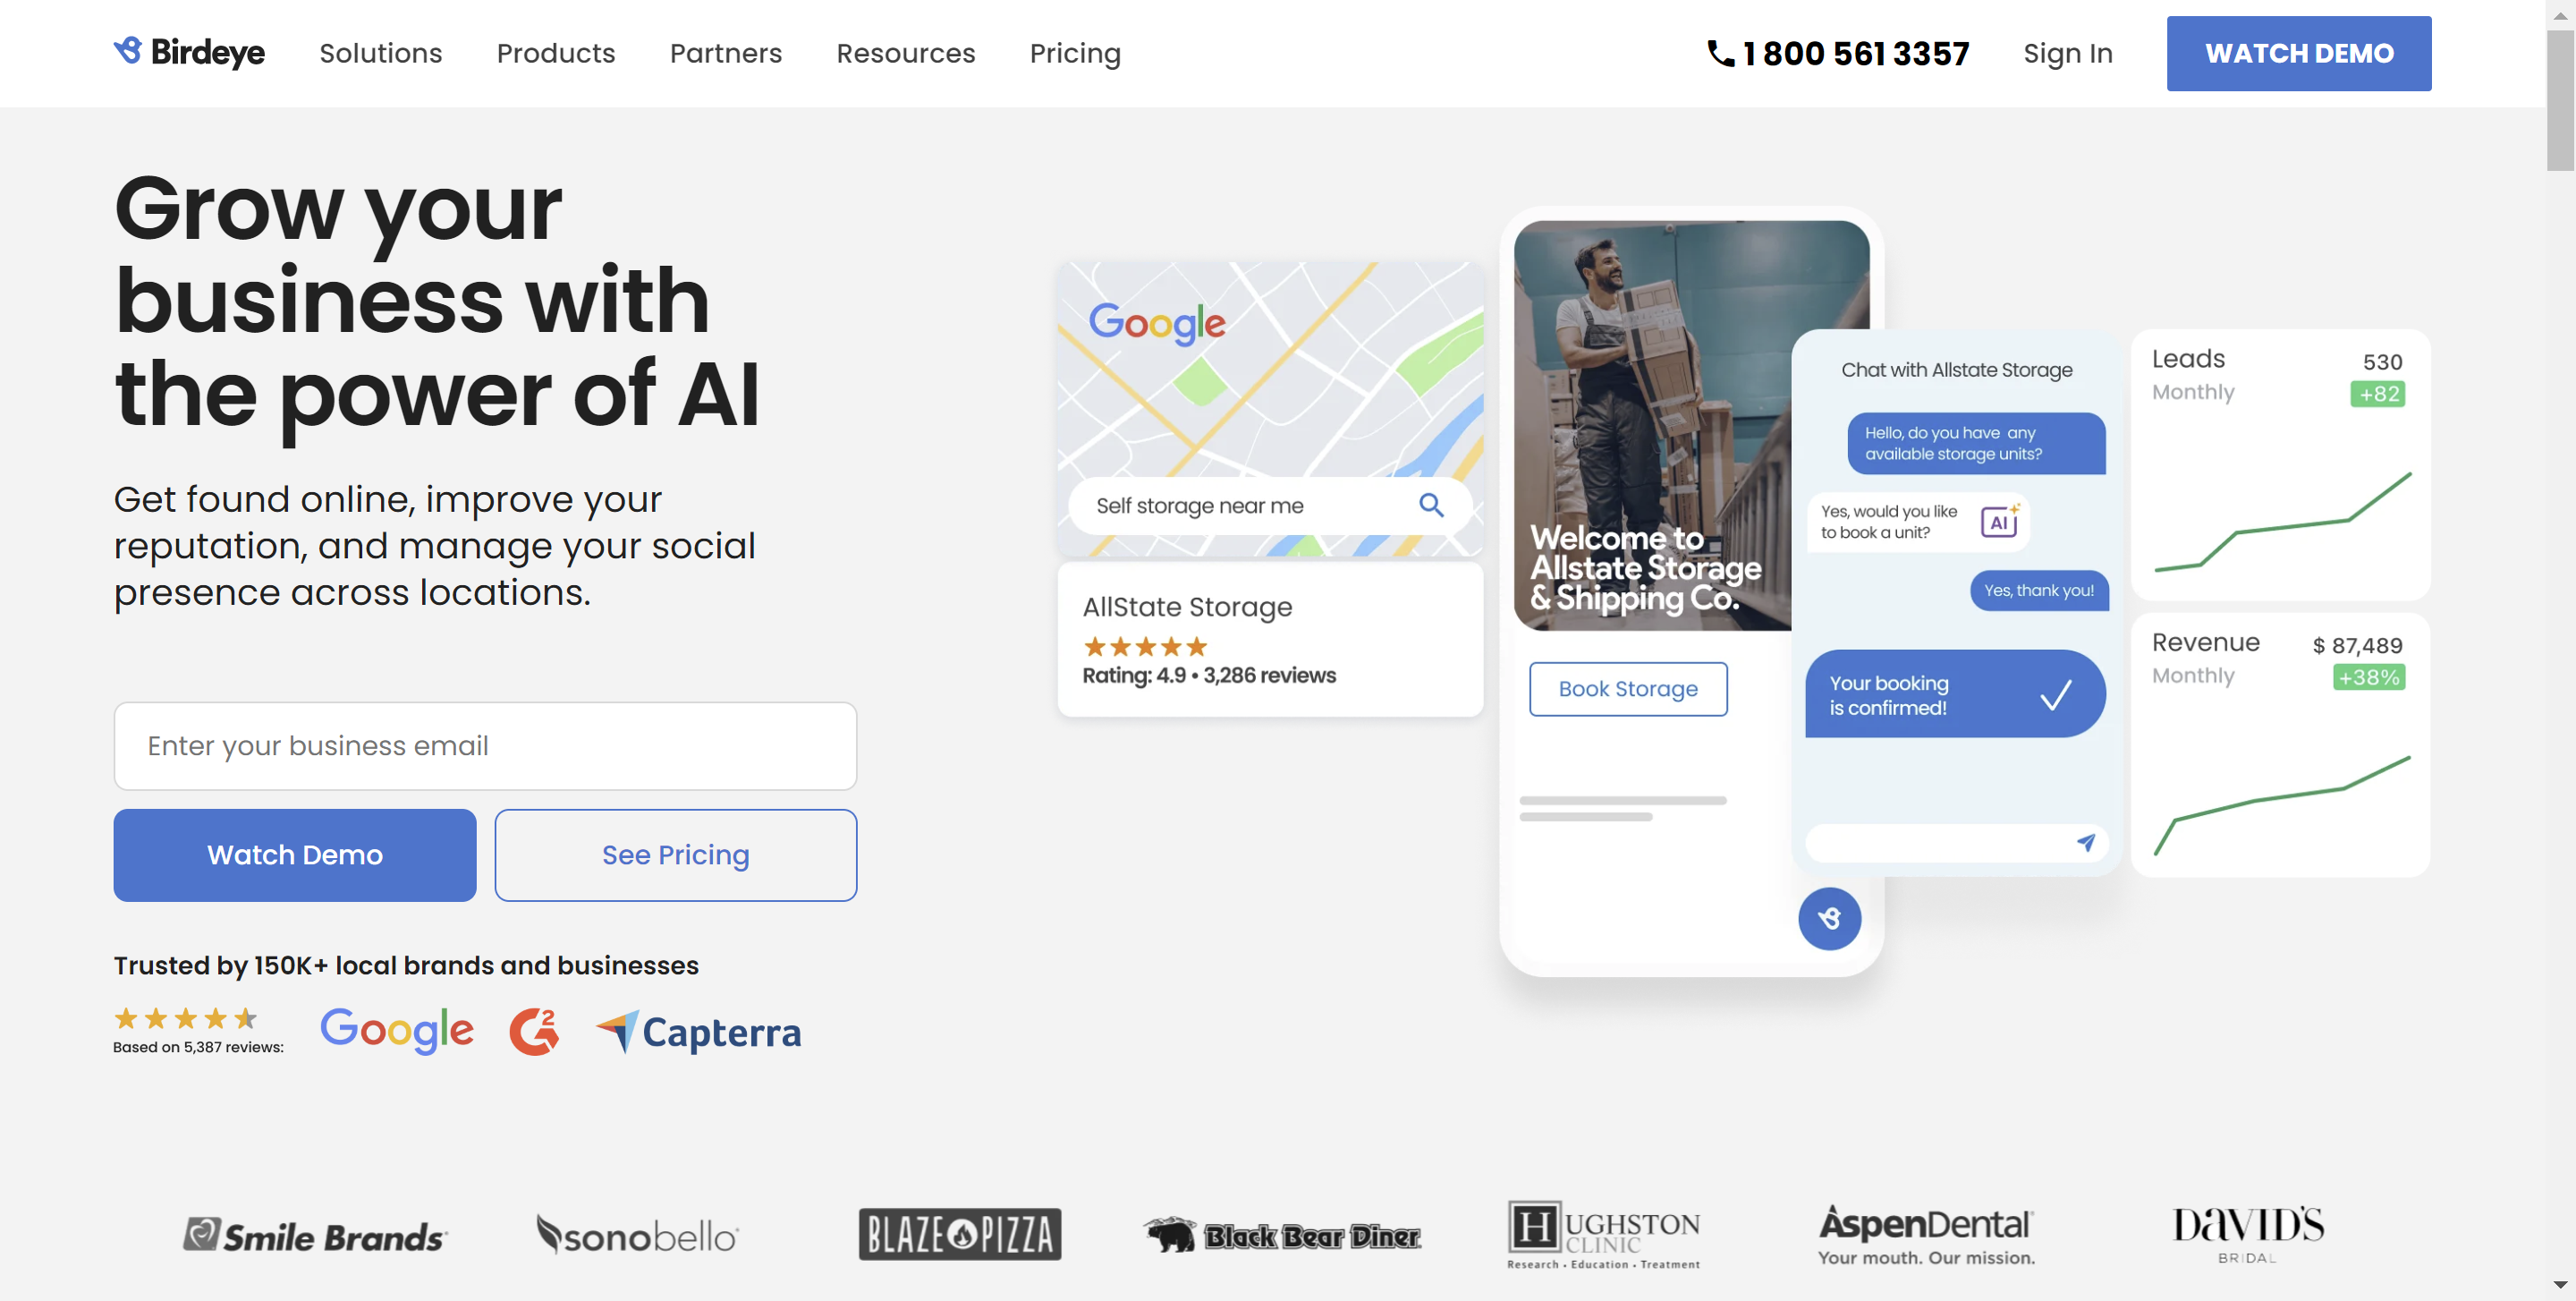 Birdeye
Solutions
Products
Partners
Resources
Pricing
1 800 561 3357
Sign In
WATCH DEMO
Grow your
business with
the power of AI
Get found online, improve your
reputation, and manage your social
presence across locations.
Enter your business email
Watch Demo
See Pricing
Trusted by 150K+ local brands and businesses
Based on 5,387 reviews:
Google
G2
Capterra
Google
Self storage near me
AllState Storage
Rating: 4.9 • 3,286 reviews
Welcome to
Allstate Storage
& Shipping Co.
Book Storage
Chat with Allstate Storage
Hello, do you have any
available storage units?
Yes, would you like
to book a unit?
AI
Yes, thank you!
Your booking
is confirmed!
Leads
530
Monthly
+82
Revenue
$ 87,489
Monthly
+38%
Smile Brands
sonobello
BLAZE PIZZA
Black Bear Diner
HUGHSTON
CLINIC
Research • Education • Treatment
AspenDental
Your mouth. Our mission.
DAVID'S
BRIDAL